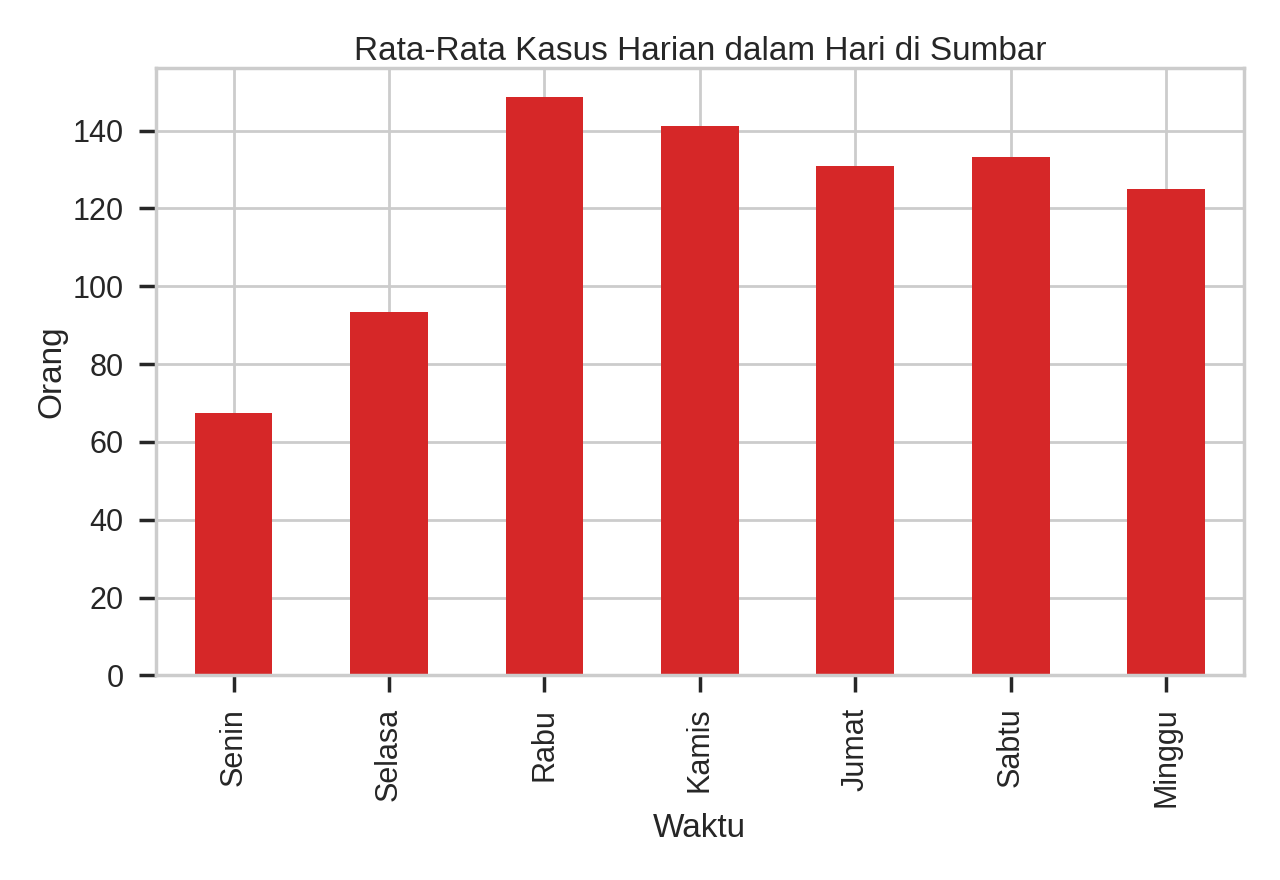 Rata-Rata Kasus Harian dalam Hari di Sumbar
Orang
140
120
100
80
60
40
20
0
Senin
Selasa
Rabu
Kamis
Jumat
Sabtu
Minggu
Waktu